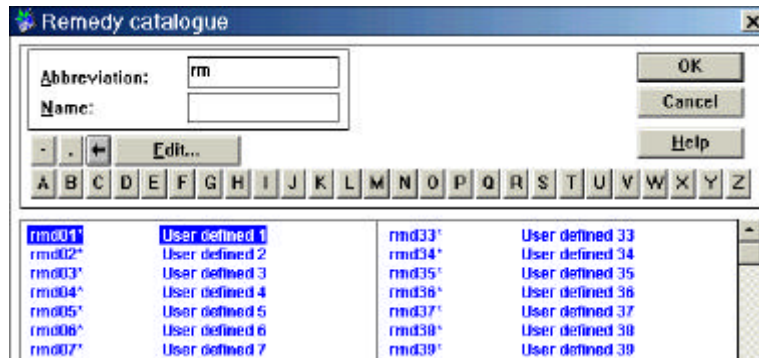 Remedy catalogue
Abbreviation: rm
Name:
OK
Cancel
Help
- . ← Edit...
A B C D E F G H I J K L M N O P Q R S T U V W X Y Z
rmd01* User defined 1 rmd33* User defined 33
rmd02* User defined 2 rmd34* User defined 34
rmd03* User defined 3 rmd35* User defined 35
rmd04* User defined 4 rmd36* User defined 36
rmd05* User defined 5 rmd37* User defined 37
rmd06* User defined 6 rmd38* User defined 38
rmd07* User defined 7 rmd39* User defined 39